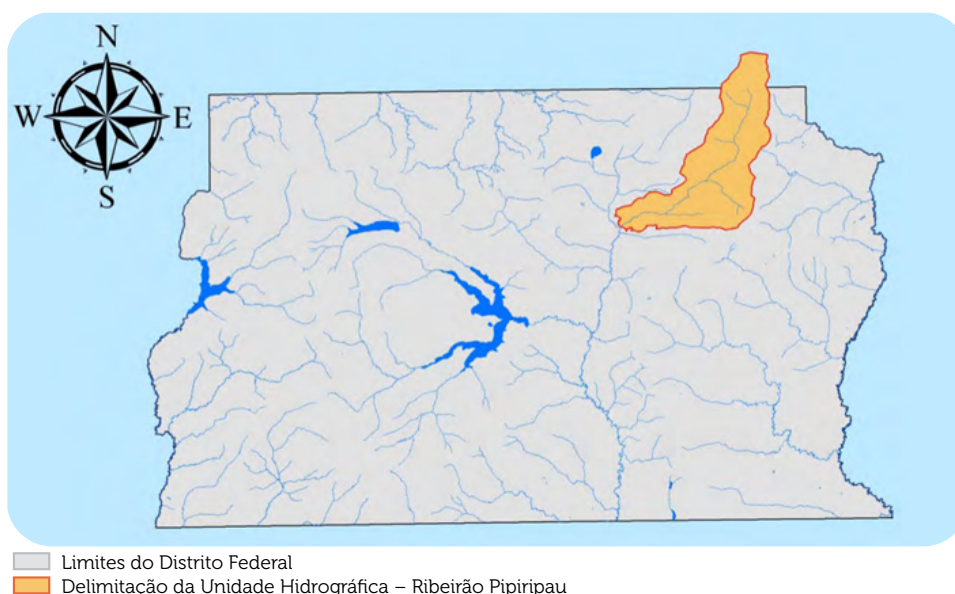 N
W E
S
Limites do Distrito Federal
Delimitação da Unidade Hidrográfica – Ribeirão Pipiripau